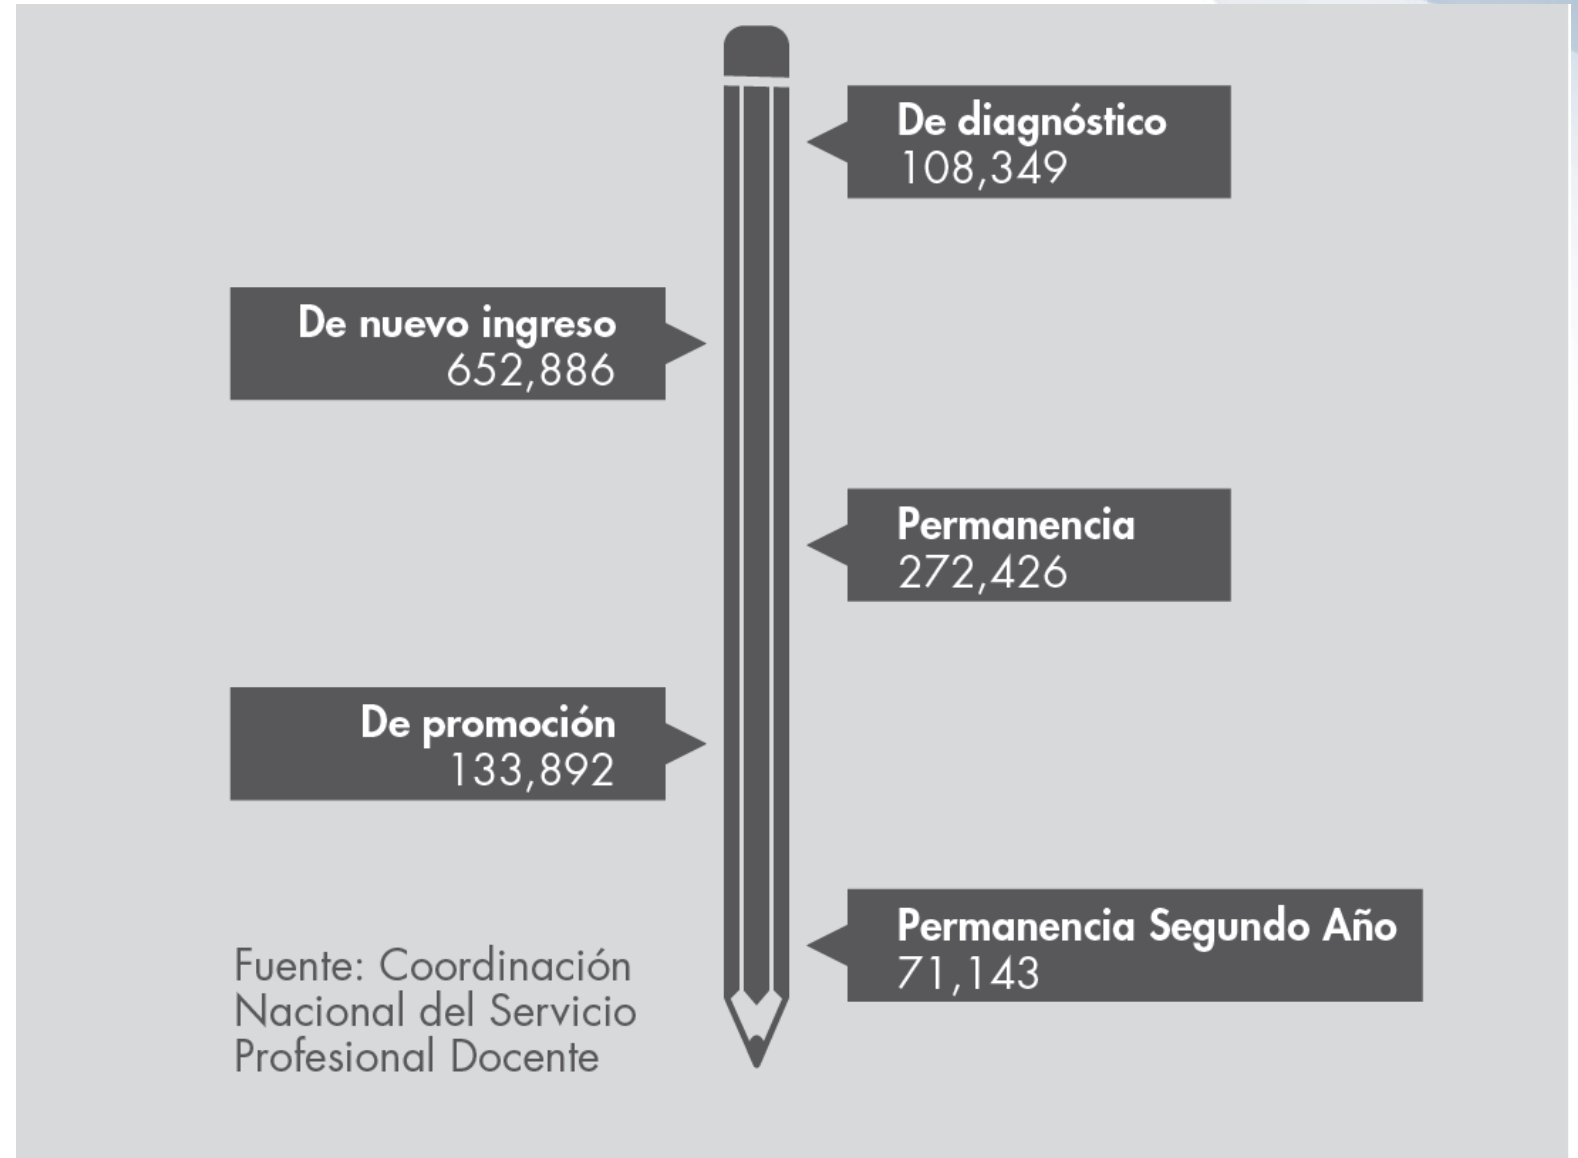 De diagnóstico
108,349
De nuevo ingreso
652,886
Permanencia
272,426
De promoción
133,892
Permanencia Segundo Año
71,143
Fuente: Coordinación
Nacional del Servicio
Profesional Docente